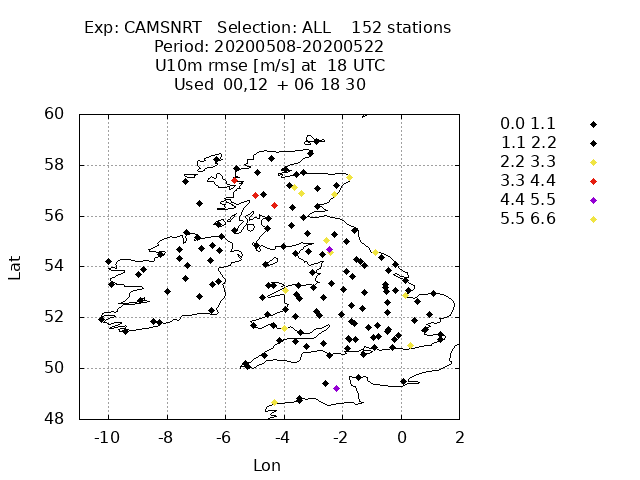 Exp: CAMSNRT   Selection: ALL    152 stations
Period: 20200508-20200522
U10m rmse [m/s] at  18 UTC
Used  00,12  + 06 18 30
60
58
56
54
52
50
48
Lat
-10 -8 -6 -4 -2 0 2
Lon
0.0 1.1
1.1 2.2
2.2 3.3
3.3 4.4
4.4 5.5
5.5 6.6